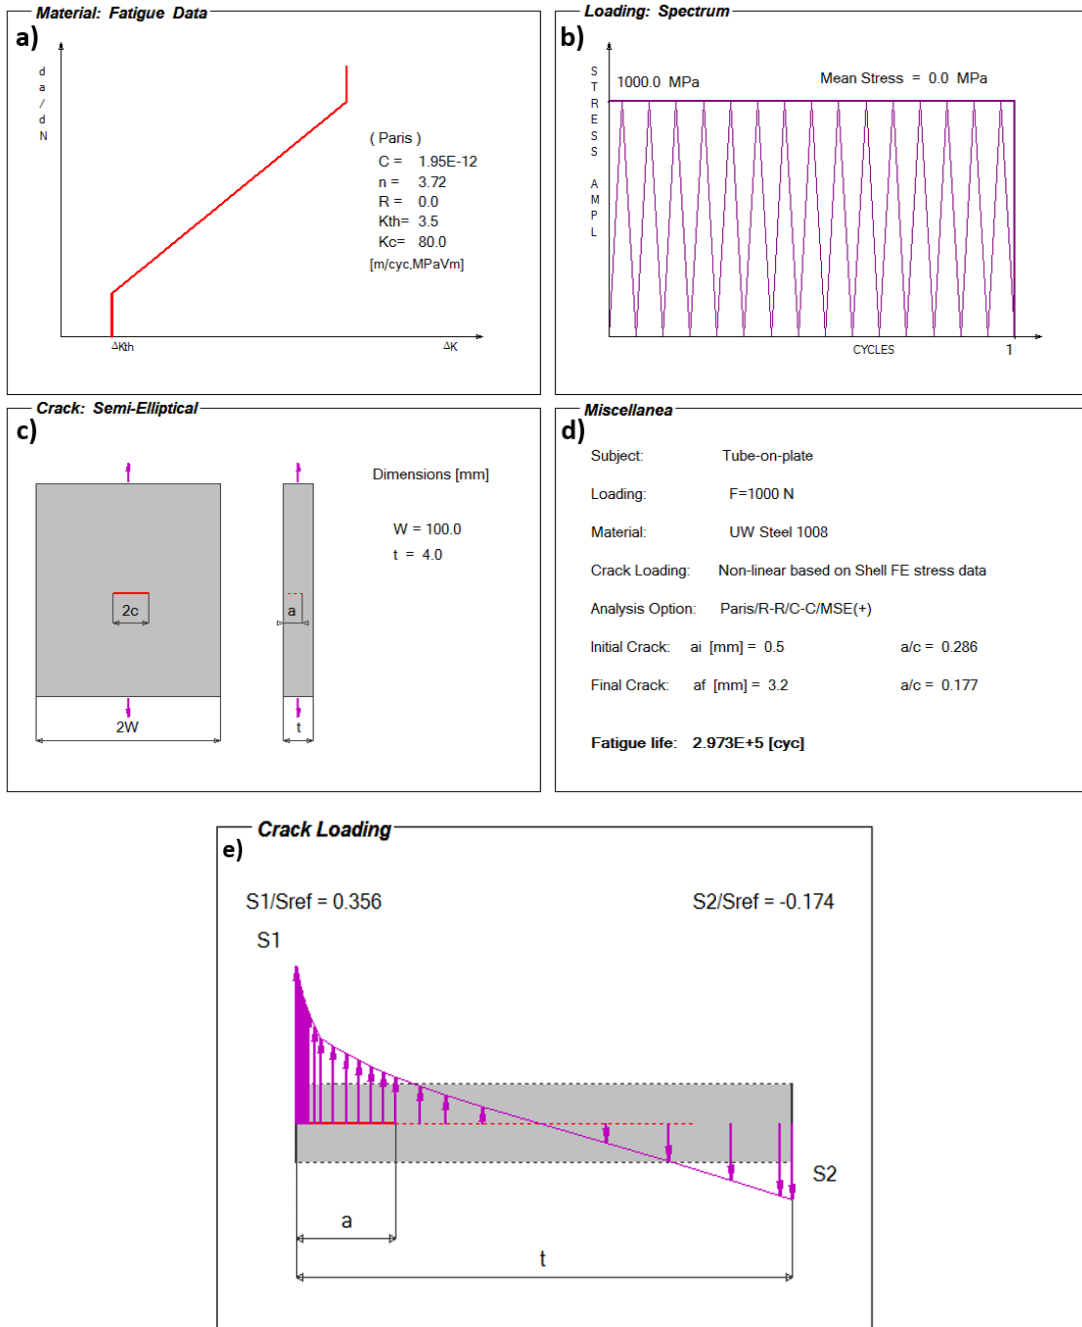 Material: Fatigue Data
a)
da/dN
( Paris )
C = 1.95E-12
n = 3.72
R = 0.0
Kth= 3.5
Kc= 80.0
[m/cyc,MPaVm]
ΔKth
ΔK
Loading: Spectrum
b)
STRESS AMPL
1000.0 MPa
Mean Stress = 0.0 MPa
CYCLES
1
Crack: Semi-Elliptical
c)
Dimensions [mm]
W = 100.0
t = 4.0
2c
a
2W
t
Miscellanea
d)
Subject: Tube-on-plate
Loading: F=1000 N
Material: UW Steel 1008
Crack Loading: Non-linear based on Shell FE stress data
Analysis Option: Paris/R-R/C-C/MSE(+)
Initial Crack: ai [mm] = 0.5 a/c = 0.286
Final Crack: af [mm] = 3.2 a/c = 0.177
Fatigue life: 2.973E+5 [cyc]
Crack Loading
e)
S1/Sref = 0.356
S2/Sref = -0.174
S1
S2
a
t